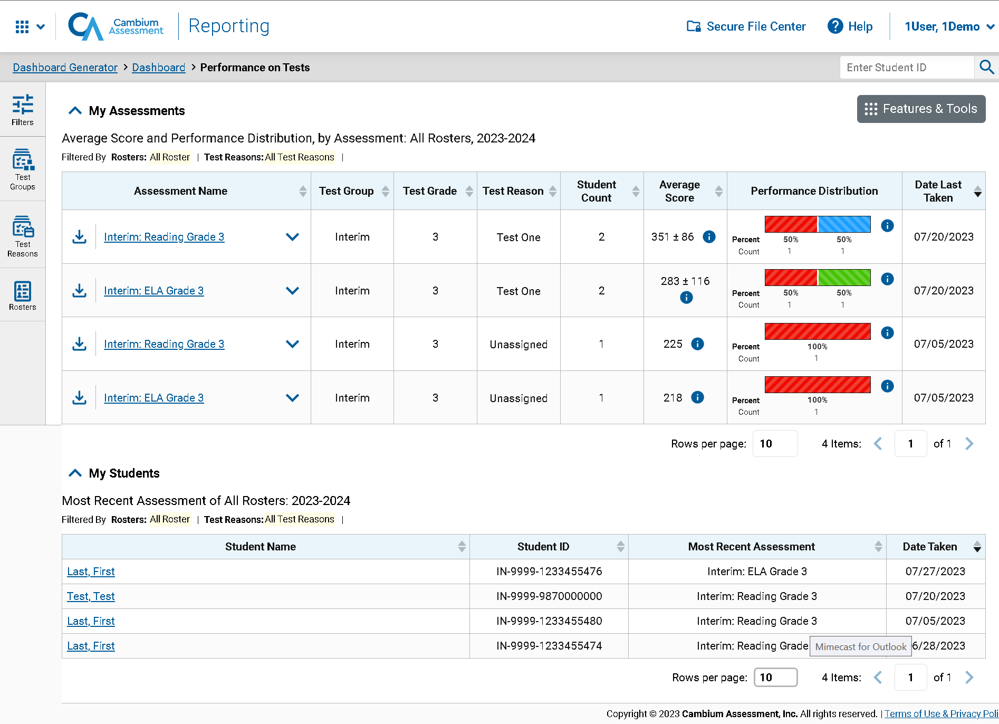 Cambium Assessment Reporting Secure File Center ? Help 1User, 1Demo
Dashboard Generator > Dashboard > Performance on Tests Enter Student ID
Filters
Test Groups
Test Reasons
Rosters
My Assessments Features & Tools
Average Score and Performance Distribution, by Assessment: All Rosters, 2023-2024
Filtered By Rosters: All Roster | Test Reasons: All Test Reasons |
Assessment Name Test Group Test Grade Test Reason Student Count Average Score Performance Distribution Date Last Taken
Interim: Reading Grade 3 Interim 3 Test One 2 351 ± 86 i Percent 50% 50% Count 1 1 i 07/20/2023
Interim: ELA Grade 3 Interim 3 Test One 2 283 ± 116 i Percent 50% 50% Count 1 1 i 07/20/2023
Interim: Reading Grade 3 Interim 3 Unassigned 1 225 i Percent 100% Count 1 i 07/05/2023
Interim: ELA Grade 3 Interim 3 Unassigned 1 218 i Percent 100% Count 1 i 07/05/2023
Rows per page: 10 4 Items: 1 of 1
My Students
Most Recent Assessment of All Rosters: 2023-2024
Filtered By Rosters: All Roster | Test Reasons: All Test Reasons |
Student Name Student ID Most Recent Assessment Date Taken
Last, First IN-9999-1233455476 Interim: ELA Grade 3 07/27/2023
Test, Test IN-9999-9870000000 Interim: Reading Grade 3 07/20/2023
Last, First IN-9999-1233455480 Interim: Reading Grade 3 07/05/2023
Last, First IN-9999-1233455474 Interim: Reading Grade Mimecast for Outlook 6/28/2023
Rows per page: 10 4 Items: 1 of 1
Copyright © 2023 Cambium Assessment, Inc. All rights reserved. | Terms of Use & Privacy Poli